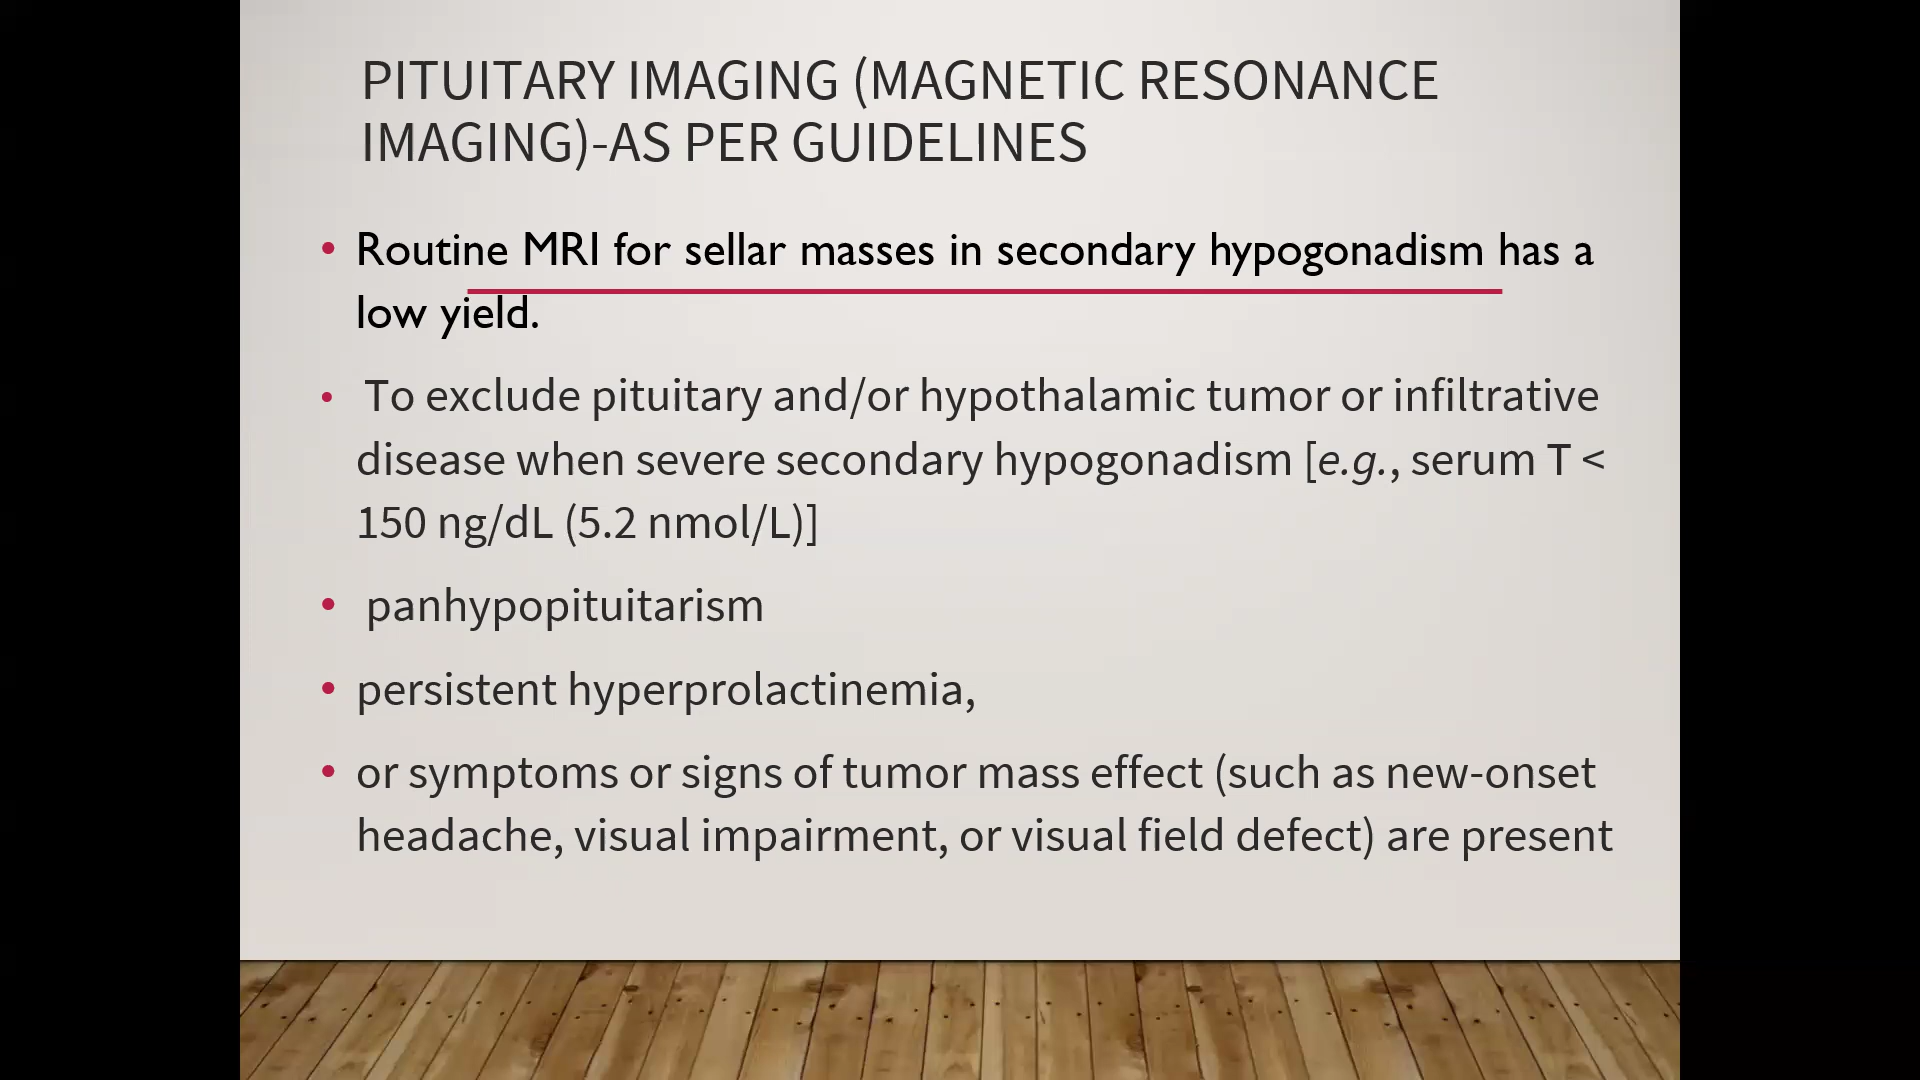 PITUITARY IMAGING (MAGNETIC RESONANCE
IMAGING)-AS PER GUIDELINES
• Routine MRI for sellar masses in secondary hypogonadism has a
low yield.
• To exclude pituitary and/or hypothalamic tumor or infiltrative
disease when severe secondary hypogonadism [e.g., serum T <
150 ng/dL (5.2 nmol/L)]
• panhypopituitarism
• persistent hyperprolactinemia,
• or symptoms or signs of tumor mass effect (such as new-onset
headache, visual impairment, or visual field defect) are present